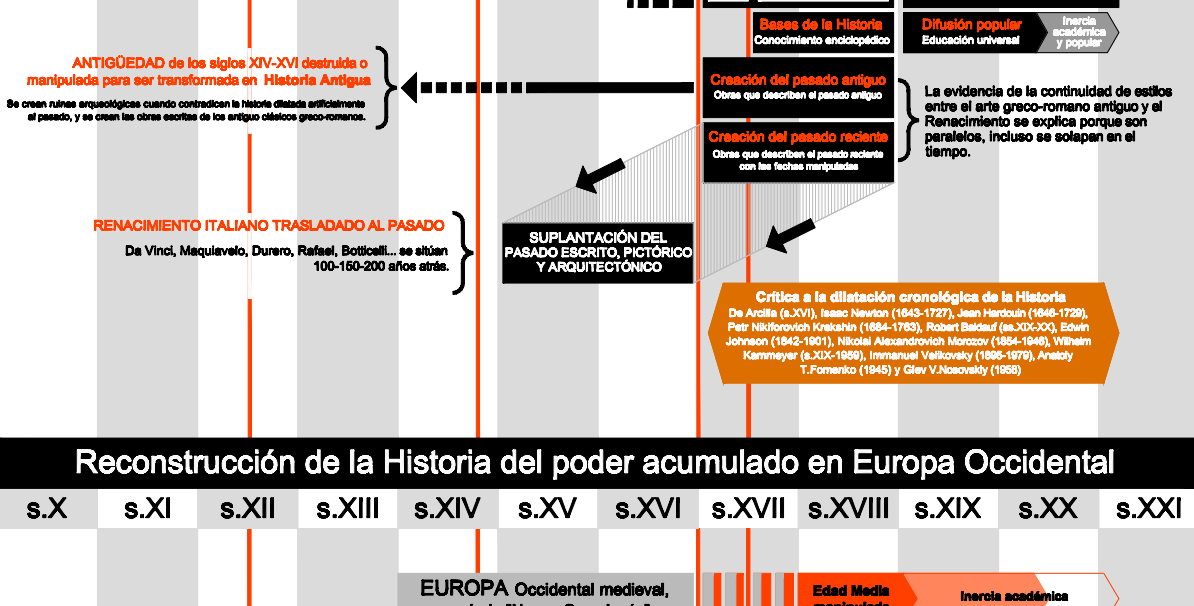 Bases de la Historia
Conocimiento enciclopédico
Difusión popular
Educación universal
Inercia
académica
y popular
ANTIGÜEDAD de los siglos XIV-XVI destruida o
manipulada para ser transformada en Historia Antigua
Se crean ruinas arqueológicas cuando contradicen la historia dilatada artificialmente
al pasado, y se crean las obras escritas de los antiguo clásicos greco-romanos.
Creación del pasado antiguo
Obras que describen el pasado antiguo
Creación del pasado reciente
Obras que describen el pasado reciente
con las fechas manipuladas
La evidencia de la continuidad de estilos
entre el arte greco-romano antiguo y el
Renacimiento se explica porque son
paralelos, incluso se solapan en el
tiempo.
RENACIMIENTO ITALIANO TRASLADADO AL PASADO
Da Vinci, Maquiavelo, Durero, Rafael, Botticelli... se sitúan
100-150-200 años atrás.
SUPLANTACIÓN DEL
PASADO ESCRITO, PICTÓRICO
Y ARQUITECTÓNICO
Crítica a la dilatación cronológica de la Historia
De Arcilla (s.XVI), Isaac Newton (1643-1727), Jean Hardouin (1646-1729),
Petr Nikiforovich Krekshin (1684-1763), Robert Baldauf (ss.XIX-XX), Edwin
Johnson (1842-1901), Nikolai Alexandrovich Morozov (1854-1946), Wilhelm
Kammeyer (s.XIX-1959), Immanuel Velikovsky (1895-1979), Anatoly
T.Fomenko (1945) y Glev V.Nosovskiy (1958)
Reconstrucción de la Historia del poder acumulado en Europa Occidental
s.X s.XI s.XII s.XIII s.XIV s.XV s.XVI s.XVII s.XVIII s.XIX s.XX s.XXI
EUROPA Occidental medieval,
Edad Media
manipulada
Inercia académica